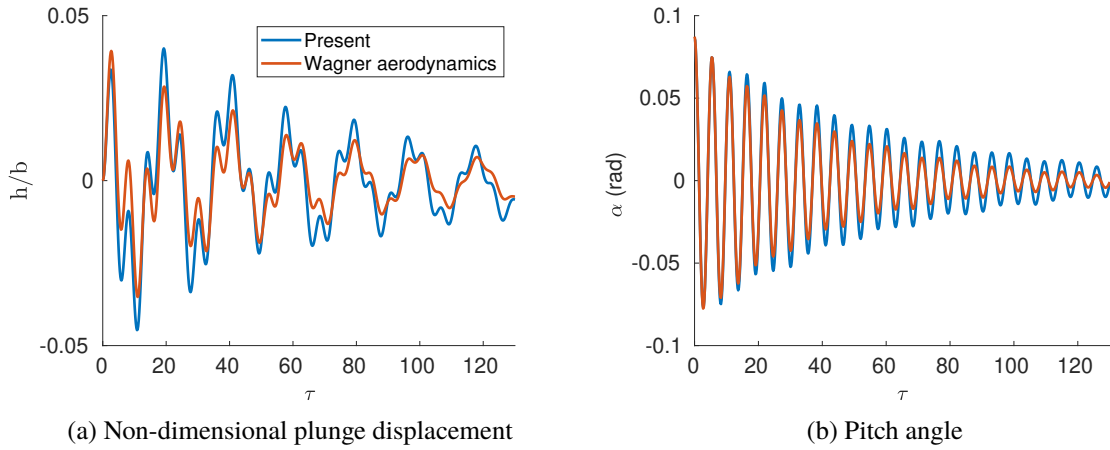 0.05
Present
Wagner aerodynamics
h/b
0
-0.05
0 20 40 60 80 100 120
τ
(a) Non-dimensional plunge displacement
0.1
0.05
α (rad)
0
-0.05
-0.1
0 20 40 60 80 100 120
τ
(b) Pitch angle